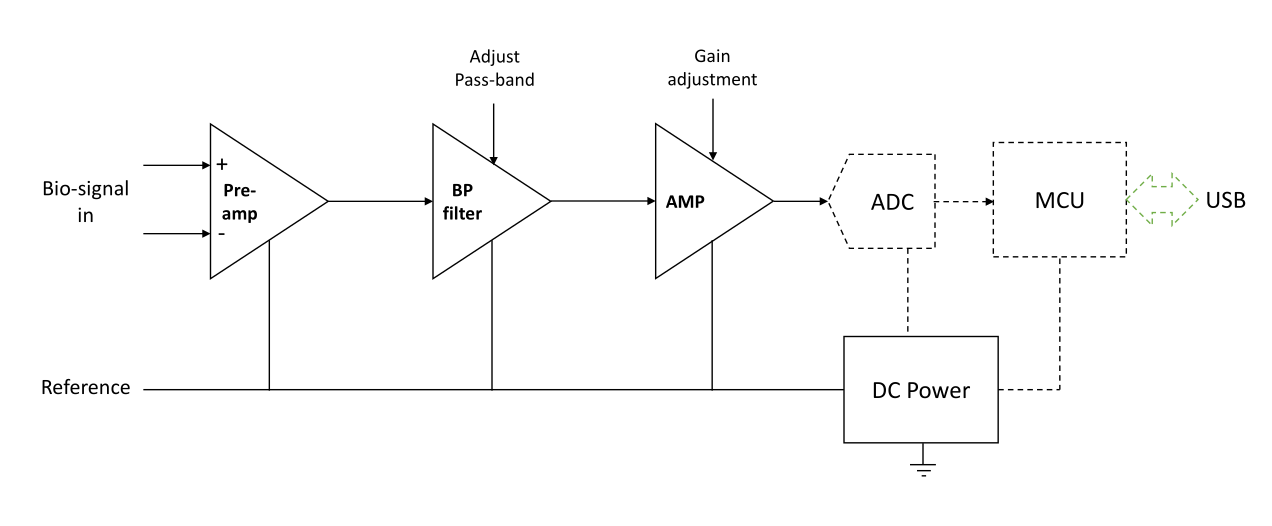 Adjust
Pass-band
Gain
adjustment
Bio-signal
in
+
Pre-
amp
-
BP
filter
AMP
ADC
MCU
USB
Reference
DC Power